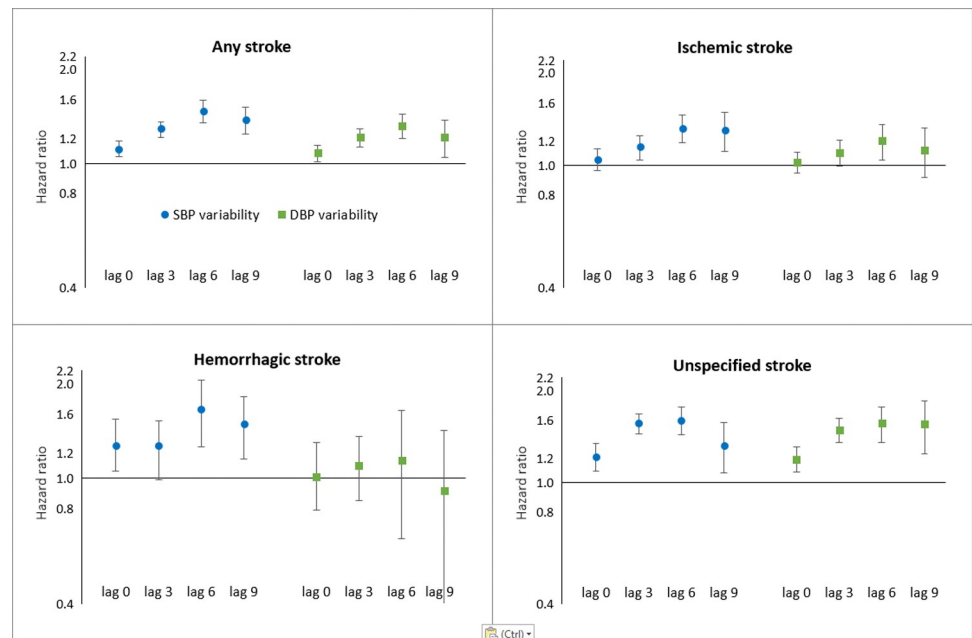 Any stroke
2.2
2.0
1.6
1.2
1.0
0.8
0.4
Hazard ratio
SBP variability DBP variability
lag 0 lag 3 lag 6 lag 9 lag 0 lag 3 lag 6 lag 9
Ischemic stroke
2.2
2.0
1.6
1.2
1.0
0.8
0.4
Hazard ratio
lag 0 lag 3 lag 6 lag 9 lag 0 lag 3 lag 6 lag 9
Hemorrhagic stroke
2.2
2.0
1.6
1.2
1.0
0.8
0.4
Hazard ratio
lag 0 lag 3 lag 6 lag 9 lag 0 lag 3 lag 6 lag 9
Unspecified stroke
2.2
2.0
1.6
1.2
1.0
0.8
0.4
Hazard ratio
lag 0 lag 3 lag 6 lag 9 lag 0 lag 3 lag 6 lag 9
(Ctrl)